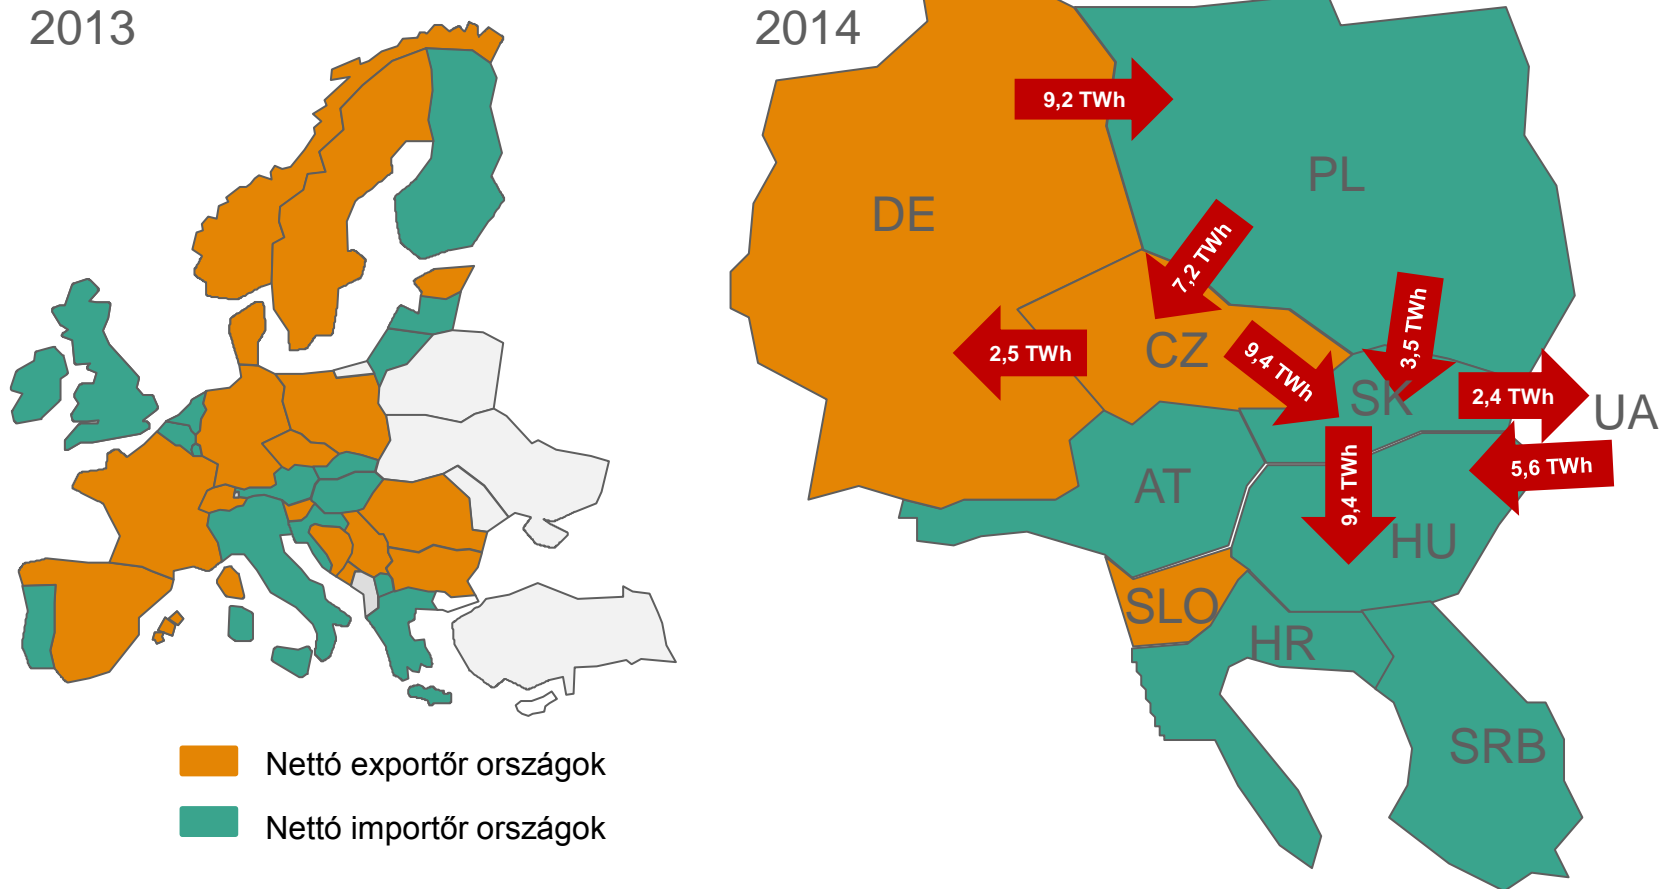 2013
2014
9,2 TWh
PL
DE
7,2 TWh
2,5 TWh
CZ
9,4 TWh
3,5 TWh
SK
2,4 TWh
UA
5,6 TWh
AT
9,4 TWh
HU
SLO
HR
SRB
Nettó exportőr országok
Nettó importőr országok